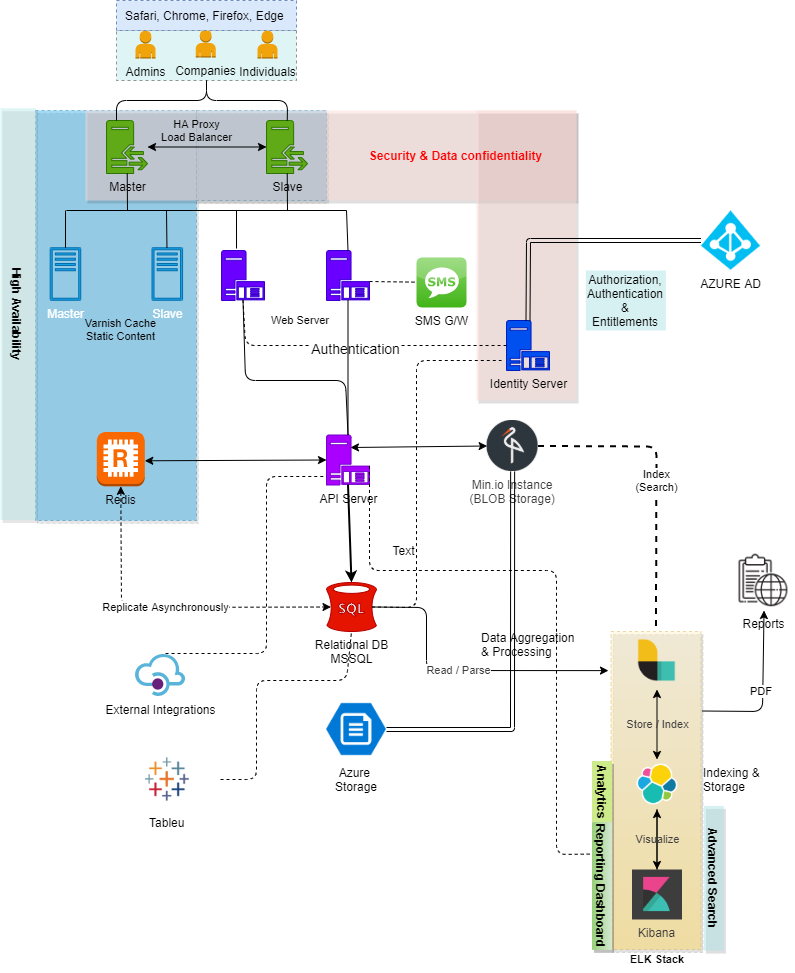 Safari, Chrome, Firefox, Edge
Admins
Companies
Individuals
HA Proxy
Load Balancer
Master
Slave
Security & Data confidentiality
High Availability
Master
Slave
Varnish Cache
Static Content
Web Server
SMS
SMS G/W
Authentication
Identity Server
Authorization,
Authentication
&
Entitlements
AZURE AD
R
Redis
API Server
Min.io Instance
(BLOB Storage)
Index
(Search)
Text
Replicate Asynchronously
SQL
Relational DB
MSSQL
Data Aggregation
& Processing
Read / Parse
Reports
PDF
External Integrations
Azure
Storage
Tableu
Store / Index
Indexing &
Storage
Visualize
Kibana
Analytics Reporting Dashboard
Advanced Search
ELK Stack